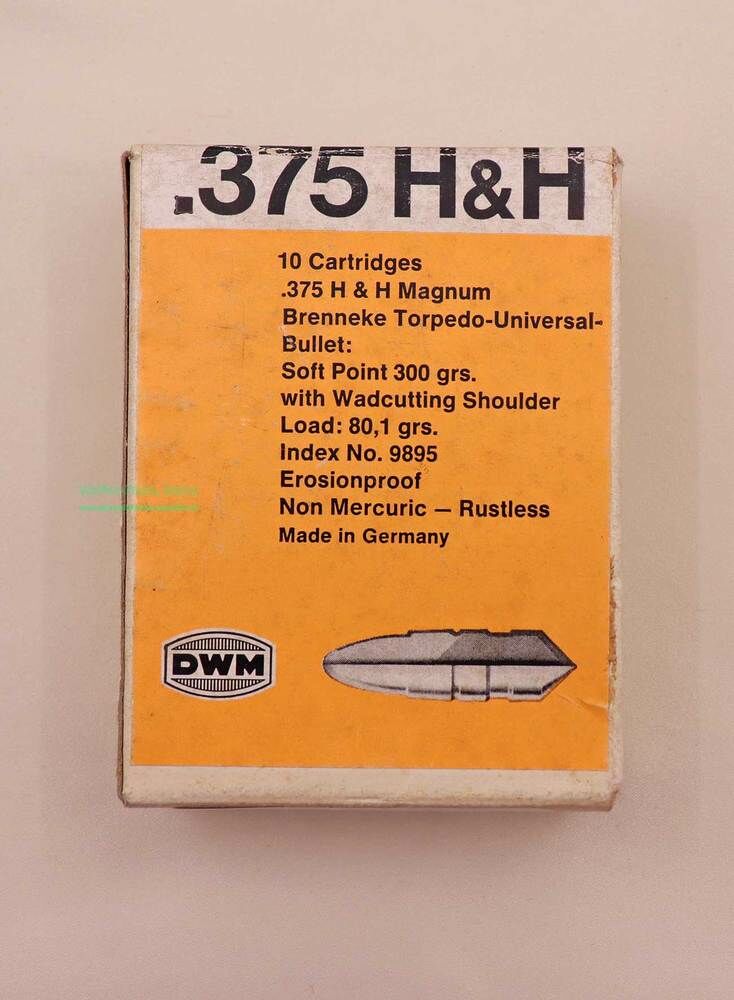 .375 H&H
10 Cartridges
.375 H & H Magnum
Brenneke Torpedo-Universal-
Bullet:
Soft Point 300 grs.
with Wadcutting Shoulder
Load: 80,1 grs.
Index No. 9895
Erosionproof
Non Mercuric — Rustless
Made in Germany
DWM